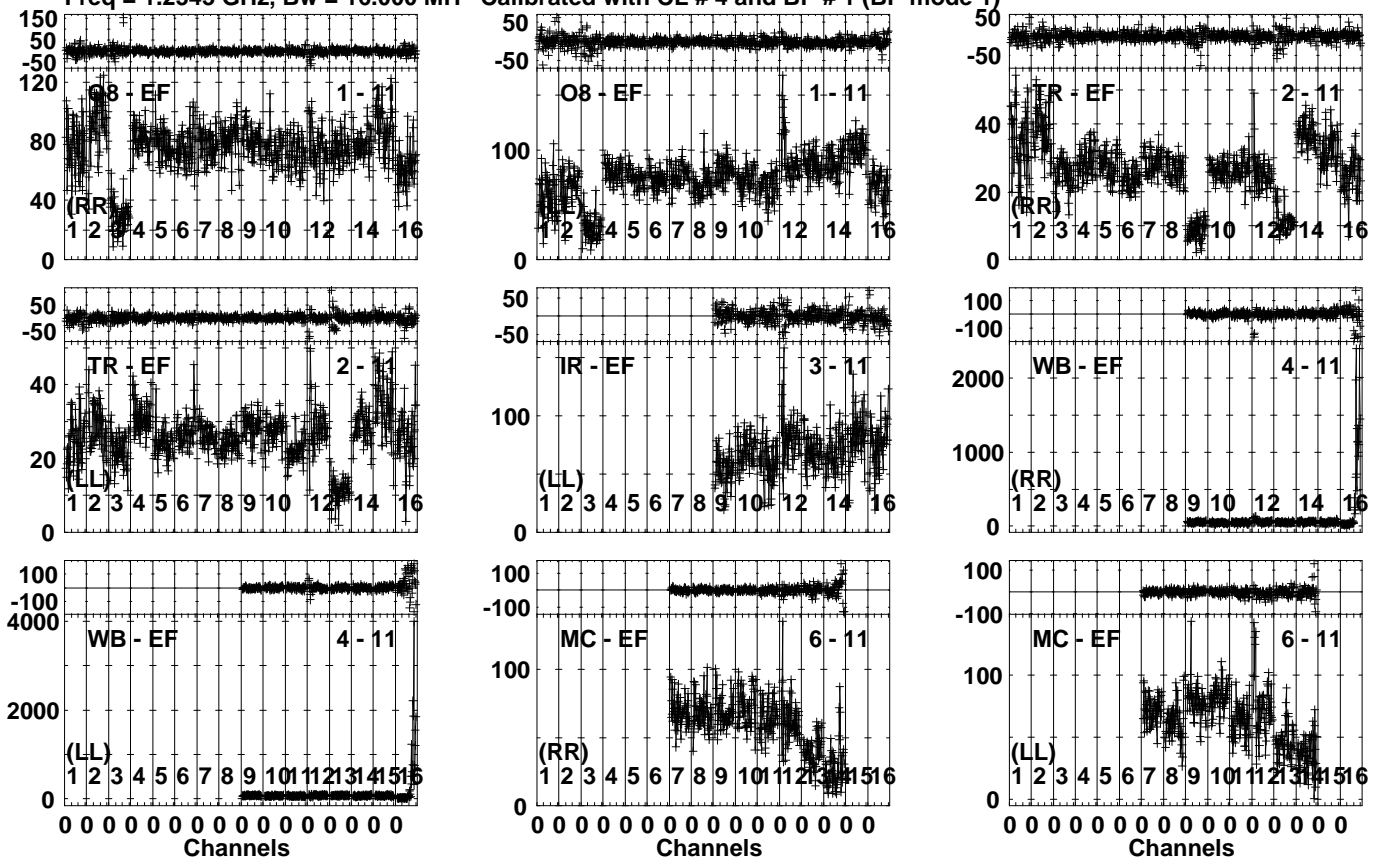 Freq = 1.2543 GHz, Bw = 16.000 MH Calibrated with CL # 4 and BP # 1 (BP mode 1)
150
50
-50
120
80
40
0
O8 - EF 1 - 11
(RR)
1 2 3 4 5 6 7 8 9 10 12 14 16
50
-50
100
0
O8 - EF 1 - 11
(LL)
1 2 3 4 5 6 7 8 9 10 12 14 16
50
-50
40
20
0
TR - EF 2 - 11
(RR)
1 2 3 4 5 6 7 8 10 12 14 16
50
-50
40
20
0
TR - EF 2 - 11
(LL)
1 2 3 4 5 6 7 8 9 10 12 14 16
50
-50
100
0
IR - EF 3 - 11
(LL)
1 2 3 4 5 6 7 8 9 10 12 14 16
100
-100
2000
1000
0
WB - EF 4 - 11
(RR)
1 2 3 4 5 6 7 8 9 10 12 14 16
100
-100
4000
2000
0
WB - EF 4 - 11
(LL)
1 2 3 4 5 6 7 8 9 10 11 12 13 14 15 16
0 0 0 0 0 0 0 0 0 0 0 0 0 0 0 0
Channels
100
-100
100
0
MC - EF 6 - 11
(RR)
1 2 3 4 5 6 7 8 9 10 11 12 13 14 15 16
0 0 0 0 0 0 0 0 0 0 0 0 0 0 0 0
Channels
100
-100
100
0
MC - EF 6 - 11
(LL)
1 2 3 4 5 6 7 8 9 10 11 12 13 14 15 16
0 0 0 0 0 0 0 0 0 0 0 0 0 0 0 0
Channels